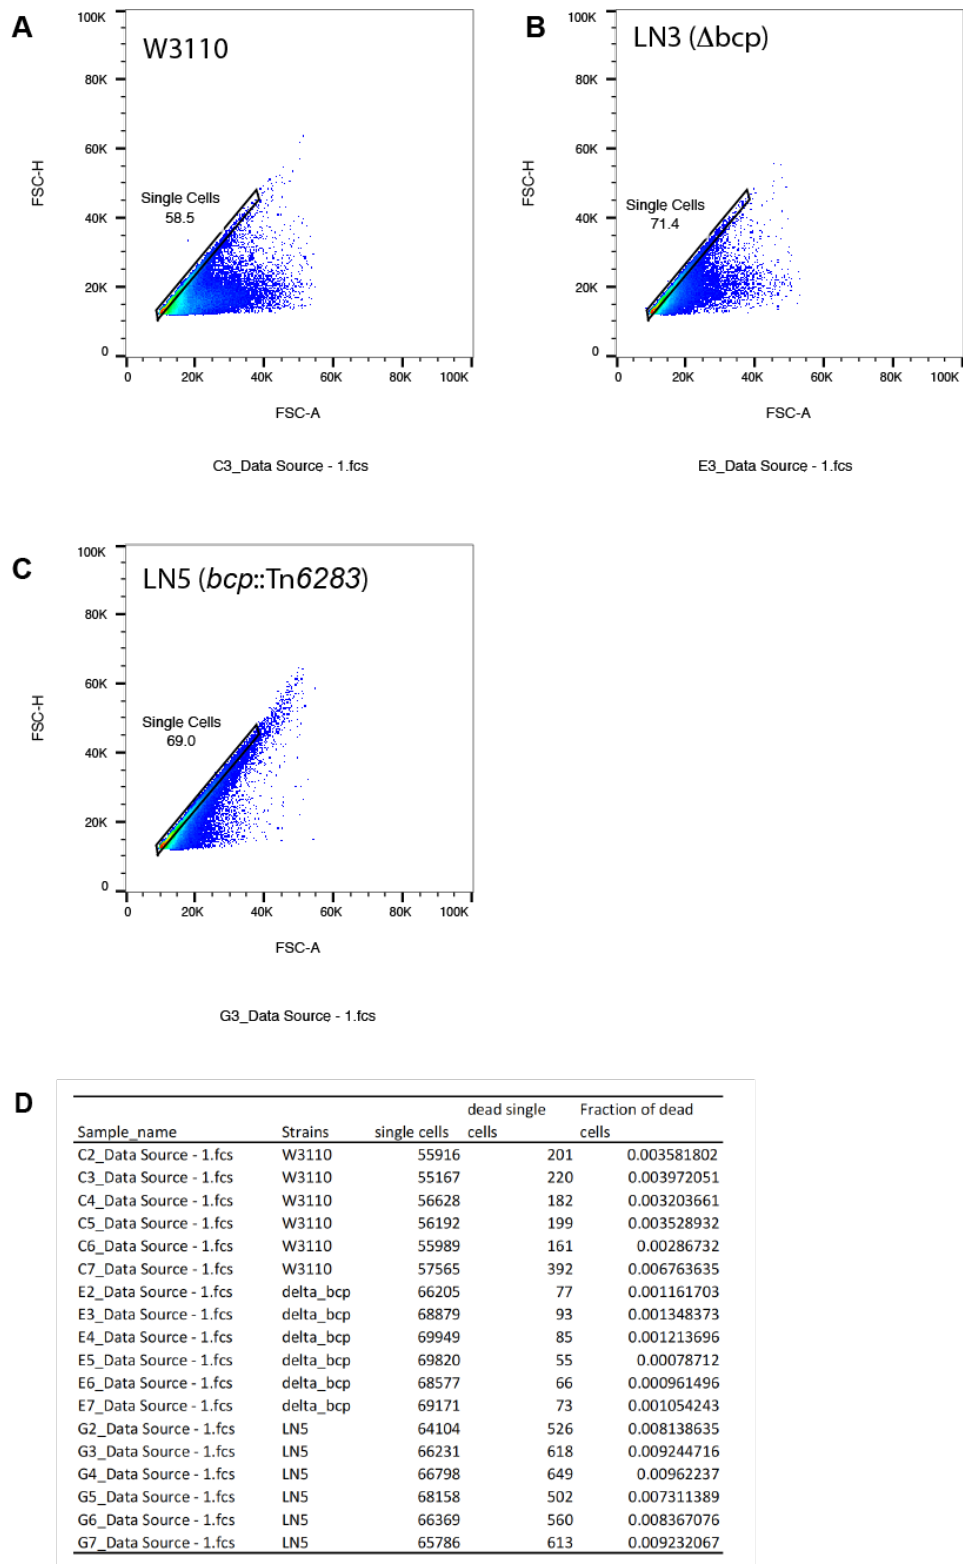 A
W3110
100K
80K
60K
40K
20K
0
FSC-H
Single Cells
58.5
0 20K 40K 60K 80K 100K
FSC-A
C3_Data Source - 1.fcs
B
LN3 (Δbcp)
100K
80K
60K
40K
20K
0
FSC-H
Single Cells
71.4
0 20K 40K 60K 80K 100K
FSC-A
E3_Data Source - 1.fcs
C
LN5 (bcp::Tn6283)
100K
80K
60K
40K
20K
0
FSC-H
Single Cells
69.0
0 20K 40K 60K 80K 100K
FSC-A
G3_Data Source - 1.fcs
D
Sample_name Strains single cells dead single cells Fraction of dead cells
C2_Data Source - 1.fcs W3110 55916 201 0.003581802
C3_Data Source - 1.fcs W3110 55167 220 0.003972051
C4_Data Source - 1.fcs W3110 56628 182 0.003203661
C5_Data Source - 1.fcs W3110 56192 199 0.003528932
C6_Data Source - 1.fcs W3110 55989 161 0.00286732
C7_Data Source - 1.fcs W3110 57565 392 0.006763635
E2_Data Source - 1.fcs delta_bcp 66205 77 0.001161703
E3_Data Source - 1.fcs delta_bcp 68879 93 0.001348373
E4_Data Source - 1.fcs delta_bcp 69949 85 0.001213696
E5_Data Source - 1.fcs delta_bcp 69820 55 0.00078712
E6_Data Source - 1.fcs delta_bcp 68577 66 0.000961496
E7_Data Source - 1.fcs delta_bcp 69171 73 0.001054243
G2_Data Source - 1.fcs LN5 64104 526 0.008138635
G3_Data Source - 1.fcs LN5 66231 618 0.009244716
G4_Data Source - 1.fcs LN5 66798 649 0.00962237
G5_Data Source - 1.fcs LN5 68158 502 0.007311389
G6_Data Source - 1.fcs LN5 66369 560 0.008367076
G7_Data Source - 1.fcs LN5 65786 613 0.009232067